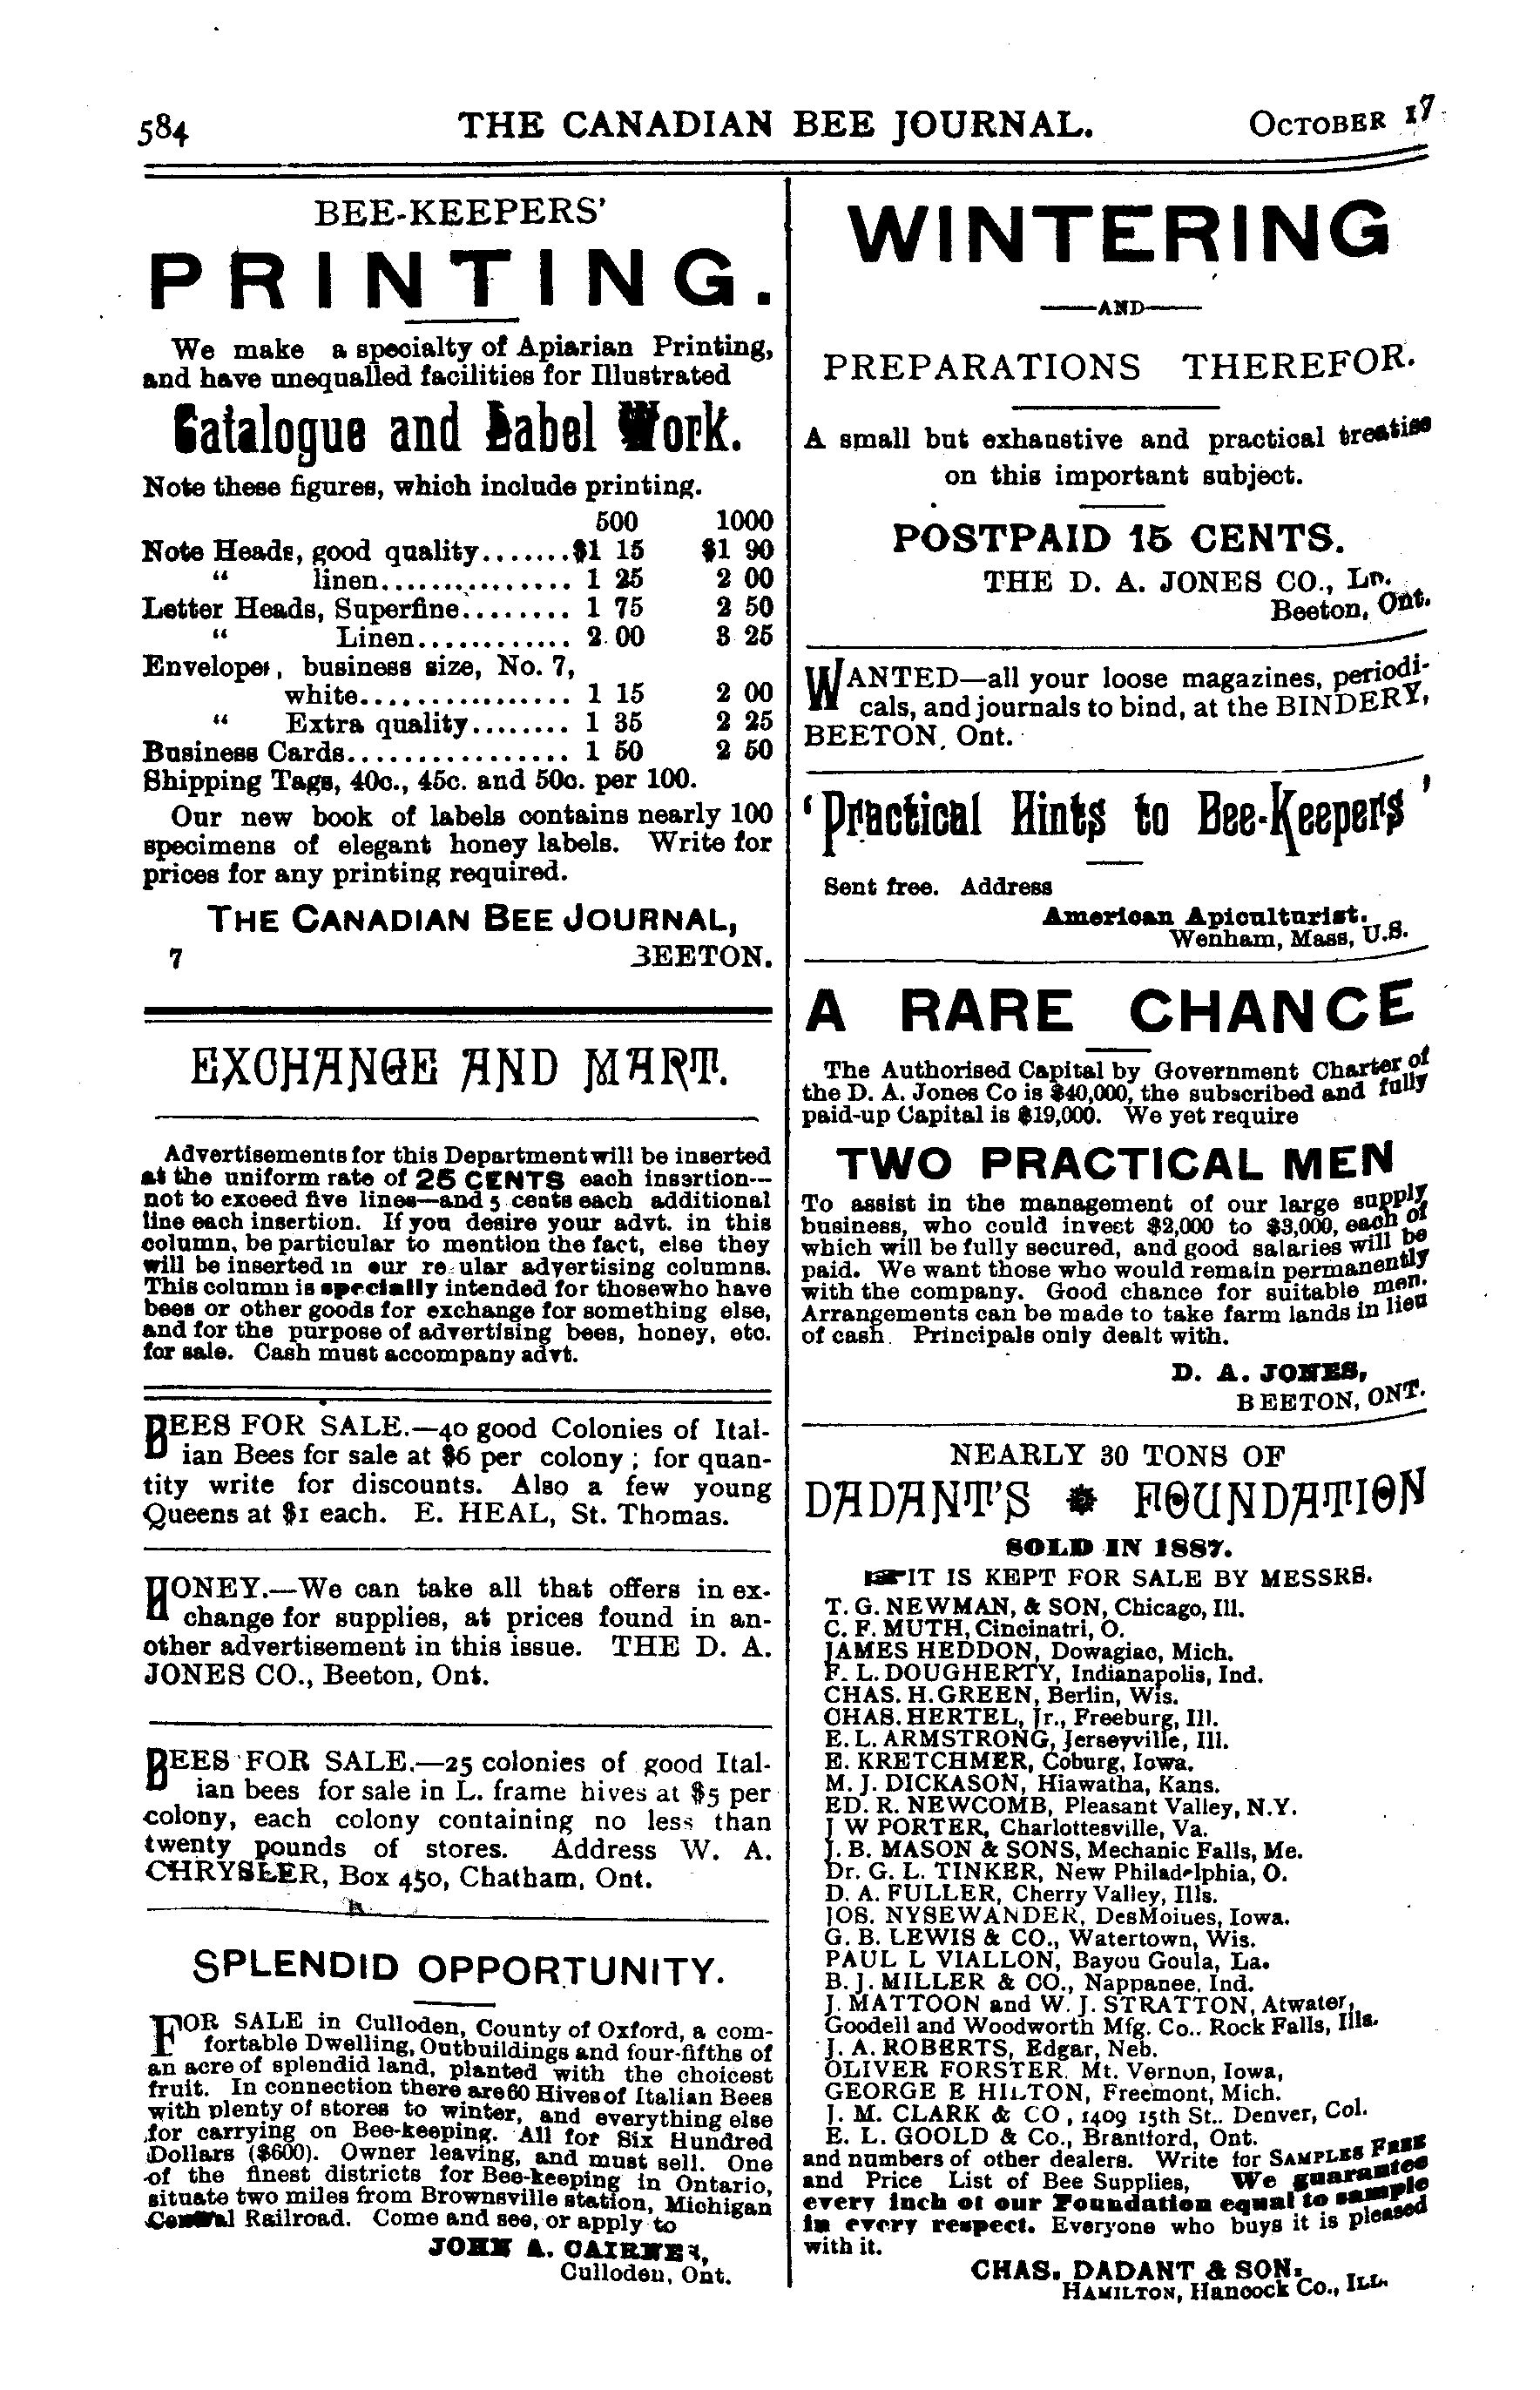 584 THE CANADIAN BEE JOURNAL. OCTOBER 17
BEE-KEEPERS'
PRINTING.
We make a specialty of Apiarian Printing,
and have unequalled facilities for Illustrated
Catalogue and Label Work.
Note these figures, which include printing.
500 1000
Note Heads, good quality.......$1 15 $1 90
“ linen............... 1 25 2 00
Letter Heads, Superfine......... 1 75 2 50
“ Linen............ 2 00 3 25
Envelopes, business size, No. 7,
white................ 1 15 2 00
“ Extra quality........ 1 35 2 25
Business Cards................ 1 50 2 50
Shipping Tags, 40c., 45c. and 50c. per 100.
Our new book of labels contains nearly 100
specimens of elegant honey labels. Write for
prices for any printing required.
THE CANADIAN BEE JOURNAL,
7 BEETON.
EXCHANGE AND MART.
Advertisements for this Department will be inserted
at the uniform rate of 25 CENTS each insertion—
not to exceed five lines—and 5 cents each additional
line each insertion. If you desire your advt. in this
column, be particular to mention the fact, else they
will be inserted in our re ular advertising columns.
This column is specially intended for those who have
bees or other goods for exchange for something else,
and for the purpose of advertising bees, honey, etc.
for sale. Cash must accompany advt.
BEES FOR SALE.—40 good Colonies of Ital-
ian Bees for sale at $6 per colony ; for quan-
tity write for discounts. Also a few young
Queens at $1 each. E. HEAL, St. Thomas.
HONEY.—We can take all that offers in ex-
change for supplies, at prices found in an-
other advertisement in this issue. THE D. A.
JONES CO., Beeton, Ont.
BEES FOR SALE.—25 colonies of good Ital-
ian bees for sale in L. frame hives at $5 per
colony, each colony containing no less than
twenty pounds of stores. Address W. A.
CHRYSLER, Box 450, Chatham, Ont.
SPLENDID OPPORTUNITY.
FOR SALE in Culloden, County of Oxford, a com-
fortable Dwelling, Outbuildings and four-fifths of
an acre of splendid land, planted with the choicest
fruit. In connection there are 60 Hives of Italian Bees
with plenty of stores to winter, and everything else
for carrying on Bee-keeping. All for Six Hundred
Dollars ($600). Owner leaving, and must sell. One
of the finest districts for Bee-keeping in Ontario,
situate two miles from Brownsville station, Michigan
Central Railroad. Come and see, or apply to
JOHN A. CAIRNES,
Culloden, Ont.
WINTERING
—AND—
PREPARATIONS THEREFOR.
A small but exhaustive and practical treatise
on this important subject.
POSTPAID 15 CENTS.
THE D. A. JONES CO., LD.
Beeton, Ont.
WANTED—all your loose magazines, periodi-
cals, and journals to bind, at the BINDERY,
BEETON, Ont.
'Practical Hints to Bee-Keepers'
Sent free. Address
American Apiculturist.
Wenham, Mass, U.S.
A RARE CHANCE
The Authorised Capital by Government Charter of
the D. A. Jones Co is $40,000, the subscribed and fully
paid-up Capital is $19,000. We yet require
TWO PRACTICAL MEN
To assist in the management of our large supply
business, who could invest $2,000 to $3,000, each of
which will be fully secured, and good salaries will be
paid. We want those who would remain permanently
with the company. Good chance for suitable men.
Arrangements can be made to take farm lands in lieu
of cash. Principals only dealt with.
D. A. JONES,
BEETON, ONT.
NEARLY 30 TONS OF
DADANT'S * FOUNDATION
SOLD IN 1887.
☞IT IS KEPT FOR SALE BY MESSRS.
T. G. NEWMAN, & SON, Chicago, Ill.
C. F. MUTH, Cincinatri, O.
JAMES HEDDON, Dowagiac, Mich.
F. L. DOUGHERTY, Indianapolis, Ind.
CHAS. H. GREEN, Berlin, Wis.
CHAS. HERTEL, Jr., Freeburg, Ill.
E. L. ARMSTRONG, Jerseyville, Ill.
E. KRETCHMER, Coburg, Iowa.
M. J. DICKASON, Hiawatha, Kans.
ED. R. NEWCOMB, Pleasant Valley, N.Y.
J W PORTER, Charlottesville, Va.
J. B. MASON & SONS, Mechanic Falls, Me.
Dr. G. L. TINKER, New Philadelphia, O.
D. A. FULLER, Cherry Valley, Ills.
JOS. NYSEWANDER, DesMoines, Iowa.
G. B. LEWIS & CO., Watertown, Wis.
PAUL L VIALLON, Bayou Goula, La.
B. J. MILLER & CO., Nappanee, Ind.
J. MATTOON and W. J. STRATTON, Atwater,
Goodell and Woodworth Mfg. Co.. Rock Falls, Ills.
J. A. ROBERTS, Edgar, Neb.
OLIVER FORSTER, Mt. Vernon, Iowa,
GEORGE E HILTON, Freemont, Mich.
J. M. CLARK & CO , 1409 15th St.. Denver, Col.
E. L. GOOLD & Co., Brantford, Ont.
and numbers of other dealers. Write for SAMPLES FREE
and Price List of Bee Supplies, We guarantee
every inch of our Foundation equal to sample
in every respect. Everyone who buys it is pleased
with it.
CHAS. DADANT & SON.
HAMILTON, Hancock Co., ILL.